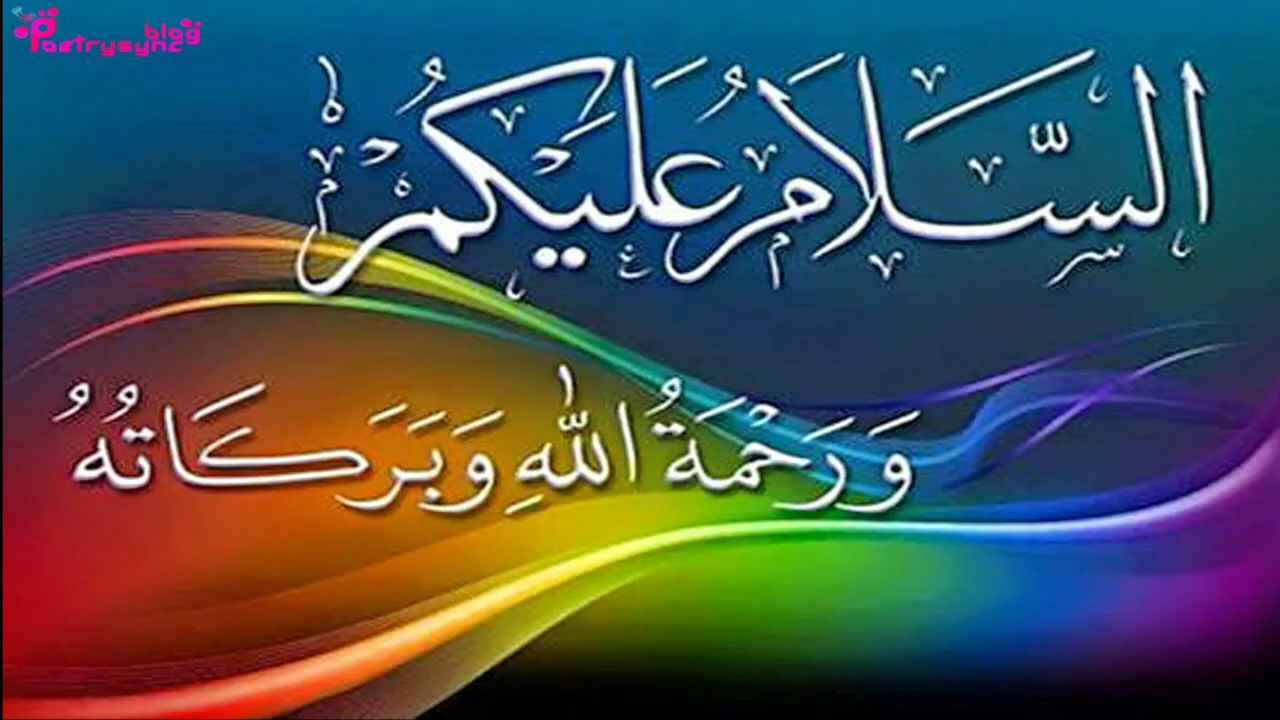 Poetrysync blog
السَّلَامُ عَلَيْكُمْ
وَرَحْمَةُ اللهِ وَبَرَكَاتُهُ